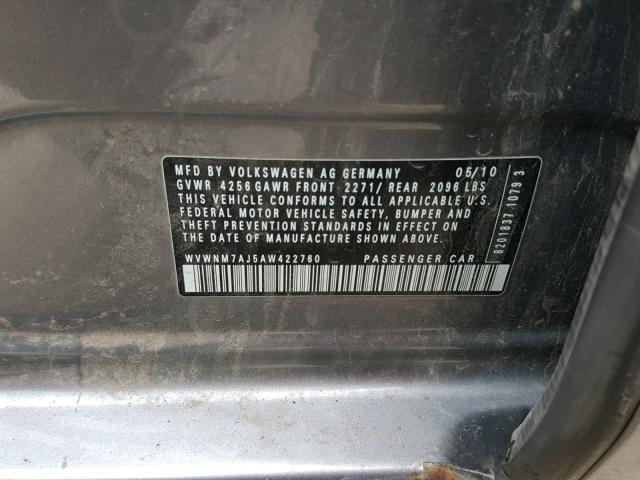 MFD BY VOLKSWAGEN AG GERMANY 05/10
GVWR 4256 GAWR FRONT 2271/ REAR 2096 LBS
THIS VEHICLE CONFORMS TO ALL APPLICABLE U.S.
FEDERAL MOTOR VEHICLE SAFETY, BUMPER AND
THEFT PREVENTION STANDARDS IN EFFECT ON
THE DATE OF MANUFACTURE SHOWN ABOVE.
WVWNM7AJ5AW422760 PASSENGER CAR
8201837 1079 3